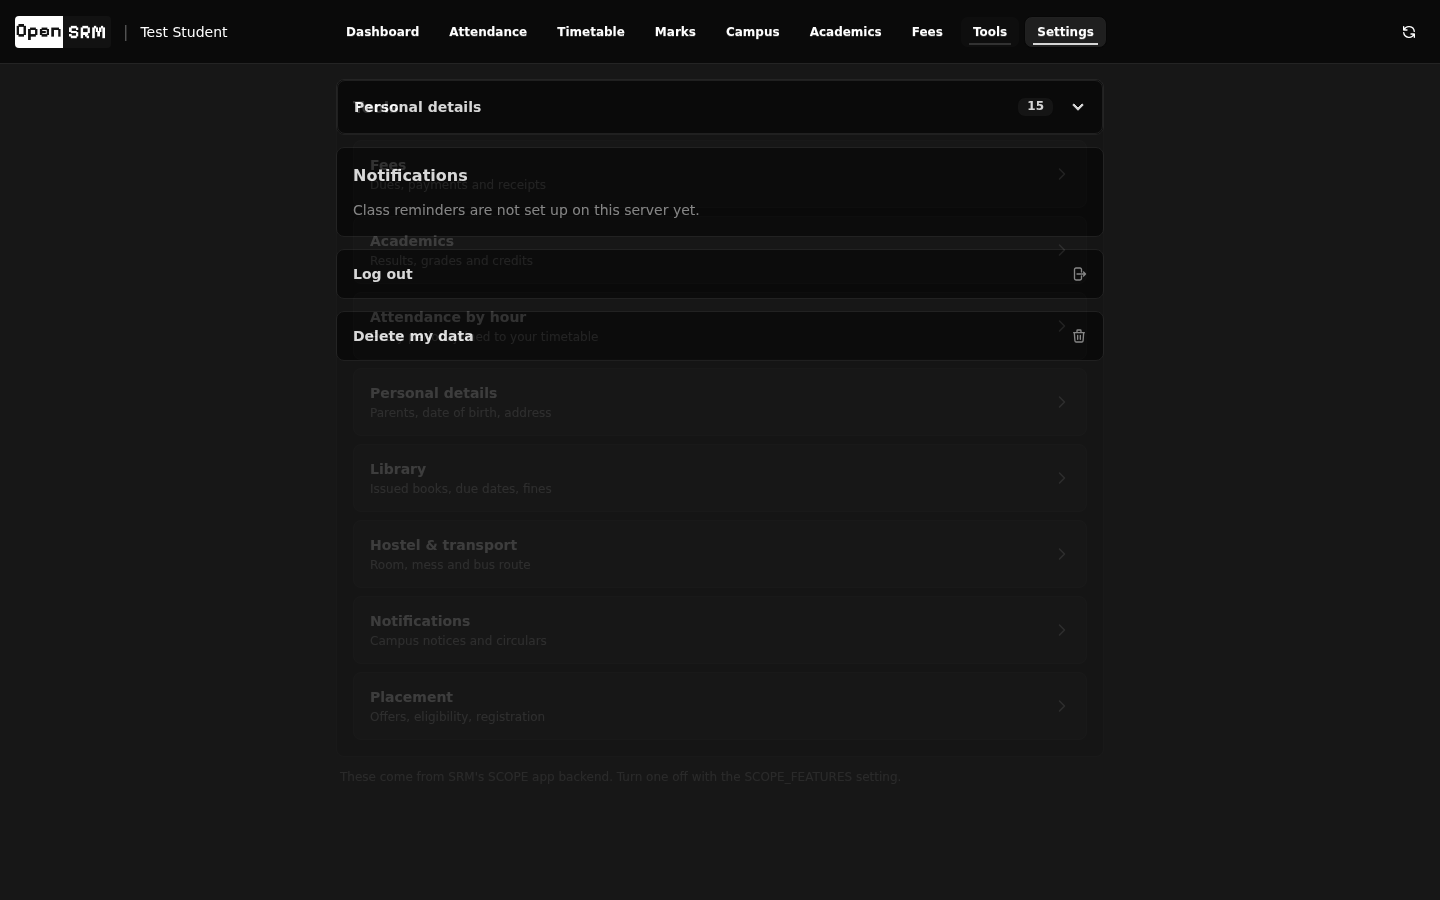 Open SRM | Test Student
Dashboard Attendance Timetable Marks Campus Academics Fees Tools Settings
Personal details 15
Fees
Notifications
Dues, payments and receipts
Class reminders are not set up on this server yet.
Academics
Results, grades and credits
Log out
Attendance by hour
Delete my data
to your timetable
Personal details
Parents, date of birth, address
Library
Issued books, due dates, fines
Hostel & transport
Room, mess and bus route
Notifications
Campus notices and circulars
Placement
Offers, eligibility, registration
These come from SRM's SCOPE app backend. Turn one off with the SCOPE_FEATURES setting.